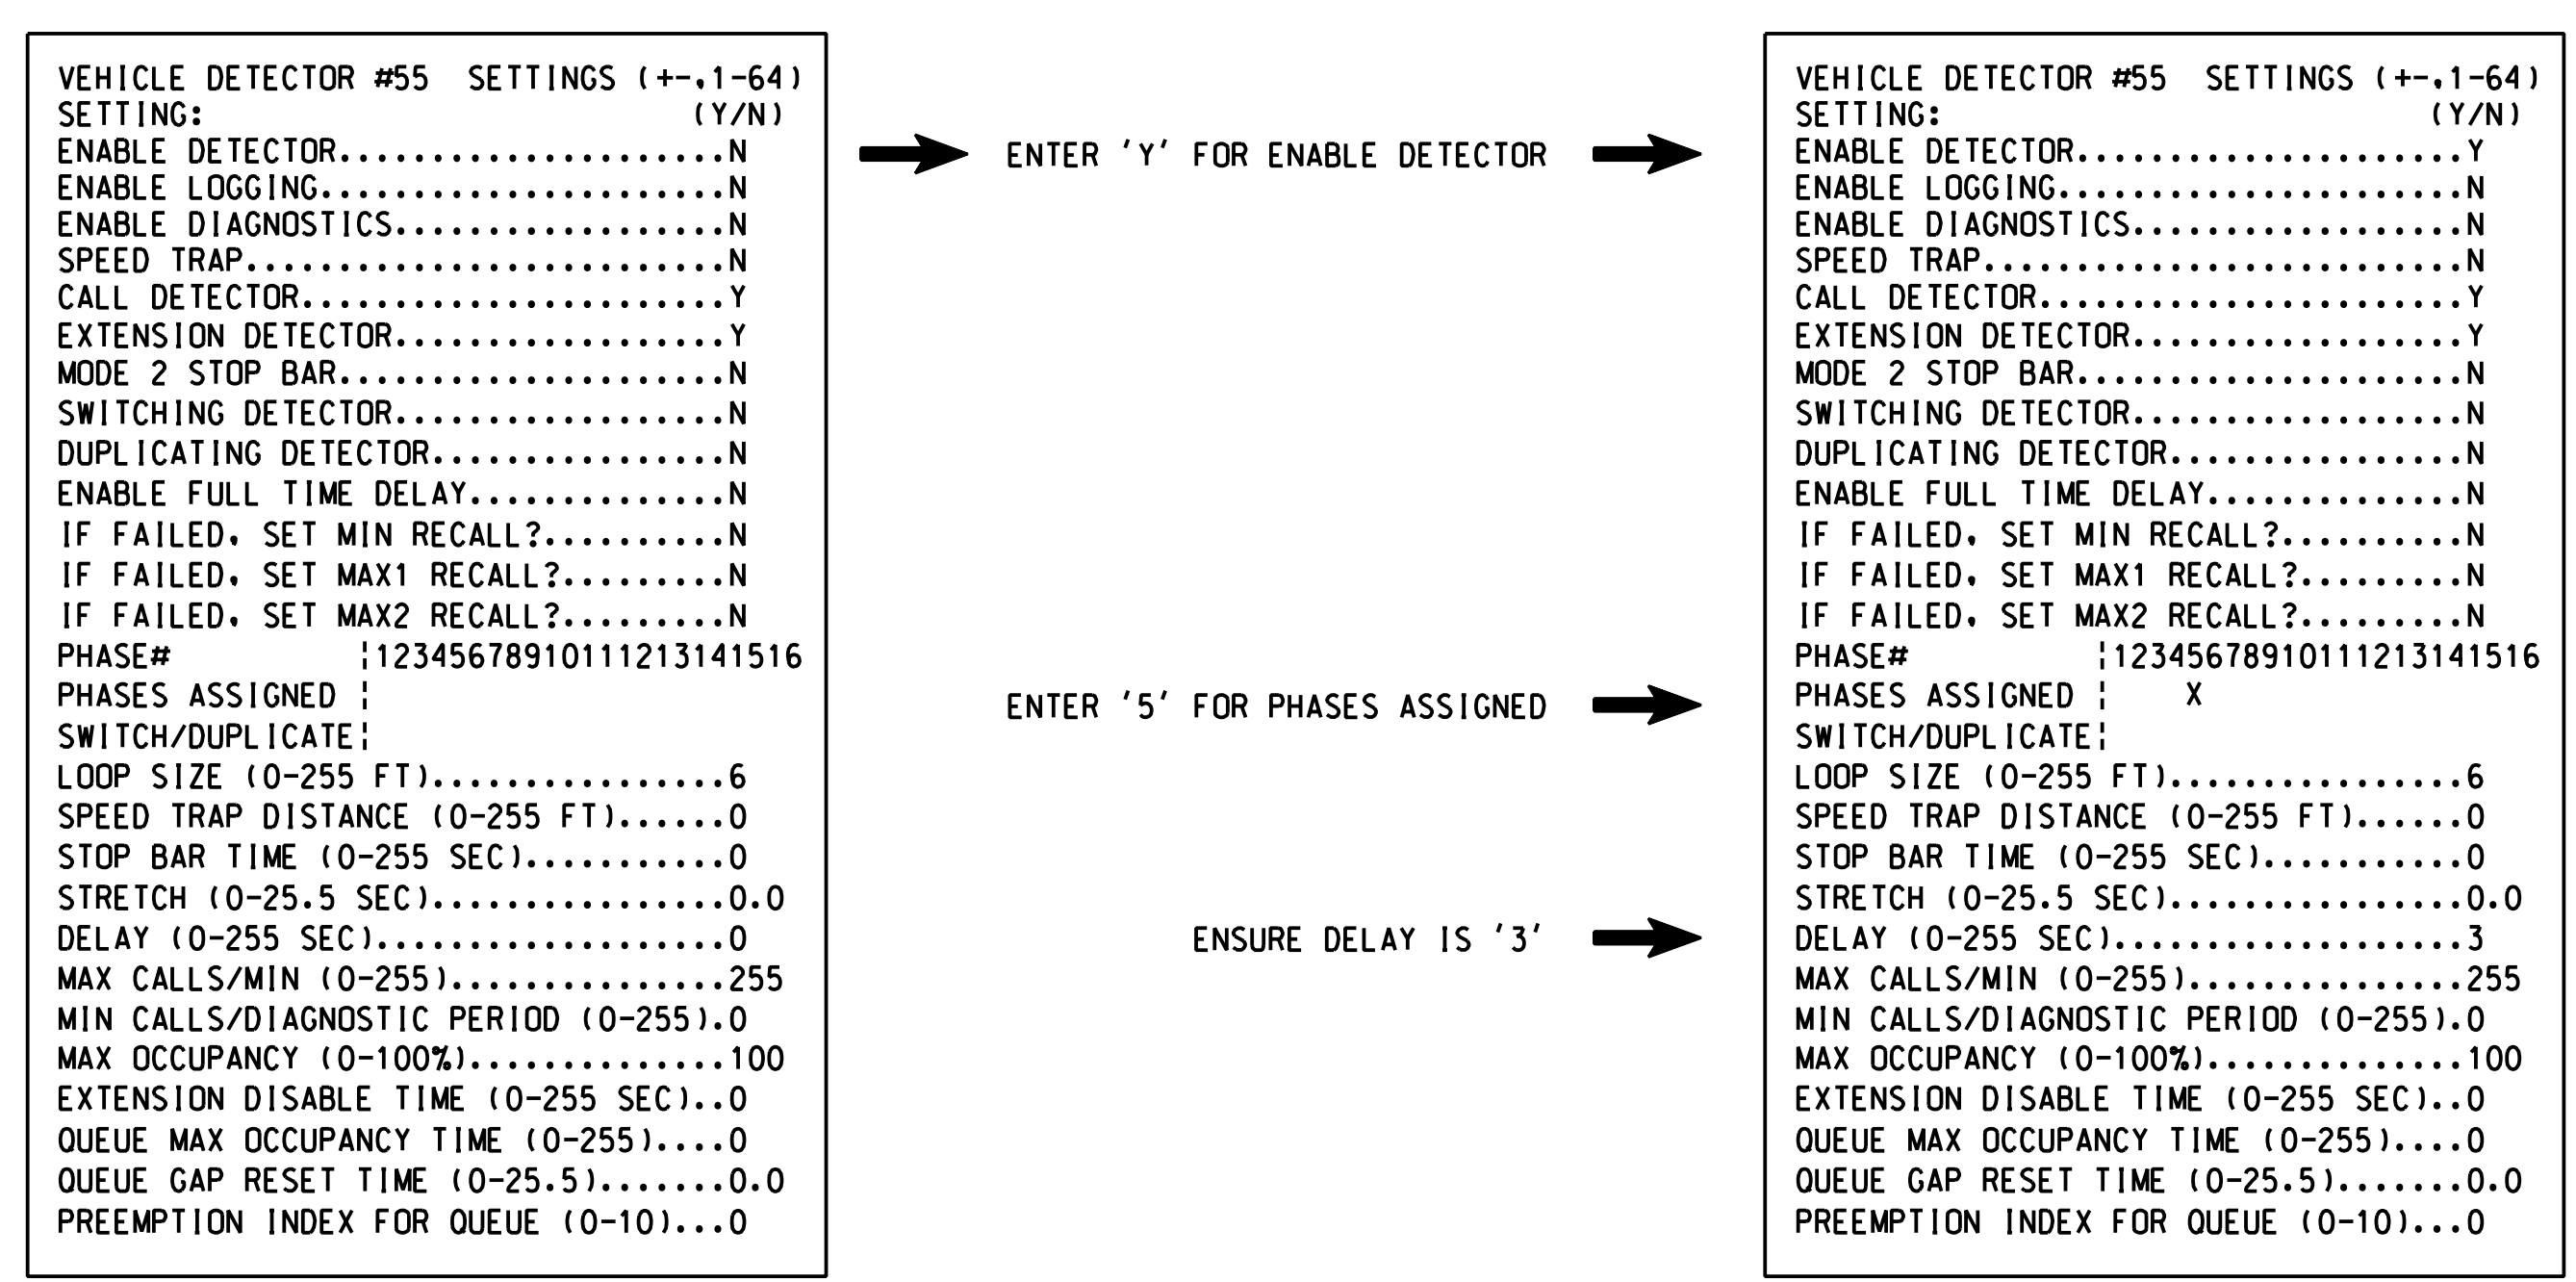 VEHICLE DETECTOR #55  SETTINGS (+-,1-64)
SETTING:                          (Y/N)
ENABLE DETECTOR.....................N
ENABLE LOGGING......................N
ENABLE DIAGNOSTICS..................N
SPEED TRAP..........................N
CALL DETECTOR.......................Y
EXTENSION DETECTOR..................Y
MODE 2 STOP BAR.....................N
SWITCHING DETECTOR..................N
DUPLICATING DETECTOR................N
ENABLE FULL TIME DELAY..............N
IF FAILED, SET MIN RECALL?..........N
IF FAILED, SET MAX1 RECALL?.........N
IF FAILED, SET MAX2 RECALL?.........N
PHASE#          ¦12345678910111213141516
PHASES ASSIGNED ¦
SWITCH/DUPLICATE¦
LOOP SIZE (0-255 FT)................6
SPEED TRAP DISTANCE (0-255 FT)......0
STOP BAR TIME (0-255 SEC)...........0
STRETCH (0-25.5 SEC)................0.0
DELAY (0-255 SEC)...................0
MAX CALLS/MIN (0-255)...............255
MIN CALLS/DIAGNOSTIC PERIOD (0-255).0
MAX OCCUPANCY (0-100%)..............100
EXTENSION DISABLE TIME (0-255 SEC)..0
QUEUE MAX OCCUPANCY TIME (0-255)....0
QUEUE GAP RESET TIME (0-25.5).......0.0
PREEMPTION INDEX FOR QUEUE (0-10)...0
ENTER 'Y' FOR ENABLE DETECTOR
ENTER '5' FOR PHASES ASSIGNED
ENSURE DELAY IS '3'
VEHICLE DETECTOR #55  SETTINGS (+-,1-64)
SETTING:                          (Y/N)
ENABLE DETECTOR.....................Y
ENABLE LOGGING......................N
ENABLE DIAGNOSTICS..................N
SPEED TRAP..........................N
CALL DETECTOR.......................Y
EXTENSION DETECTOR..................Y
MODE 2 STOP BAR.....................N
SWITCHING DETECTOR..................N
DUPLICATING DETECTOR................N
ENABLE FULL TIME DELAY..............N
IF FAILED, SET MIN RECALL?..........N
IF FAILED, SET MAX1 RECALL?.........N
IF FAILED, SET MAX2 RECALL?.........N
PHASE#          ¦12345678910111213141516
PHASES ASSIGNED ¦    X
SWITCH/DUPLICATE¦
LOOP SIZE (0-255 FT)................6
SPEED TRAP DISTANCE (0-255 FT)......0
STOP BAR TIME (0-255 SEC)...........0
STRETCH (0-25.5 SEC)................0.0
DELAY (0-255 SEC)...................3
MAX CALLS/MIN (0-255)...............255
MIN CALLS/DIAGNOSTIC PERIOD (0-255).0
MAX OCCUPANCY (0-100%)..............100
EXTENSION DISABLE TIME (0-255 SEC)..0
QUEUE MAX OCCUPANCY TIME (0-255)....0
QUEUE GAP RESET TIME (0-25.5).......0.0
PREEMPTION INDEX FOR QUEUE (0-10)...0